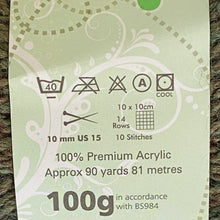 40 A COOL
10 x 10cm
14
Rows
10 mm US 15 10 Stitches
100% Premium Acrylic
Approx 90 yards 81 metres
100g in accordance
with BS984